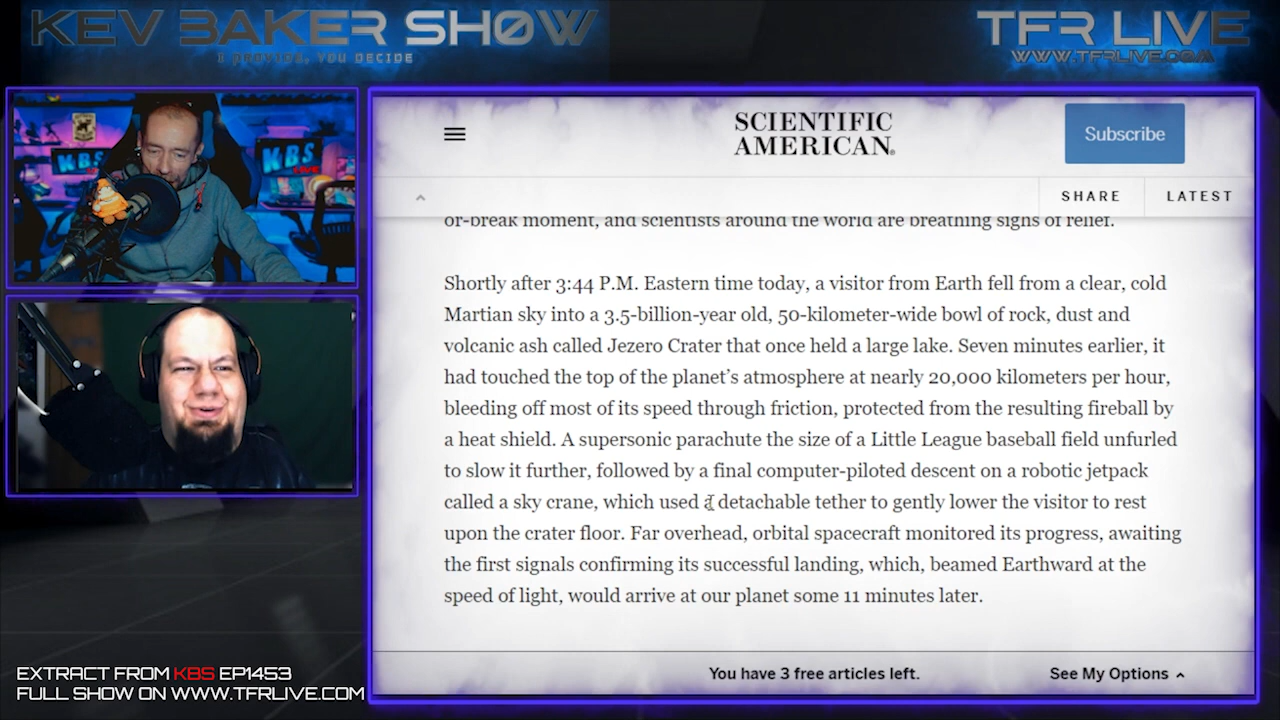 KEV BAKER SHOW
I PROVIDE, YOU DECIDE
TFR LIVE
WWW.TFRLIVE.COM
KBS
KBS
LIVE
SCIENTIFIC
AMERICAN
Subscribe
SHARE
LATEST
or-break moment, and scientists around the world are breathing signs of relief.
Shortly after 3:44 P.M. Eastern time today, a visitor from Earth fell from a clear, cold
Martian sky into a 3.5-billion-year old, 50-kilometer-wide bowl of rock, dust and
volcanic ash called Jezero Crater that once held a large lake. Seven minutes earlier, it
had touched the top of the planet’s atmosphere at nearly 20,000 kilometers per hour,
bleeding off most of its speed through friction, protected from the resulting fireball by
a heat shield. A supersonic parachute the size of a Little League baseball field unfurled
to slow it further, followed by a final computer-piloted descent on a robotic jetpack
called a sky crane, which used a detachable tether to gently lower the visitor to rest
upon the crater floor. Far overhead, orbital spacecraft monitored its progress, awaiting
the first signals confirming its successful landing, which, beamed Earthward at the
speed of light, would arrive at our planet some 11 minutes later.
You have 3 free articles left.
See My Options
EXTRACT FROM KBS EP1453
FULL SHOW ON WWW.TFRLIVE.COM